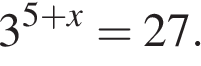 3^{5+x} = 27.